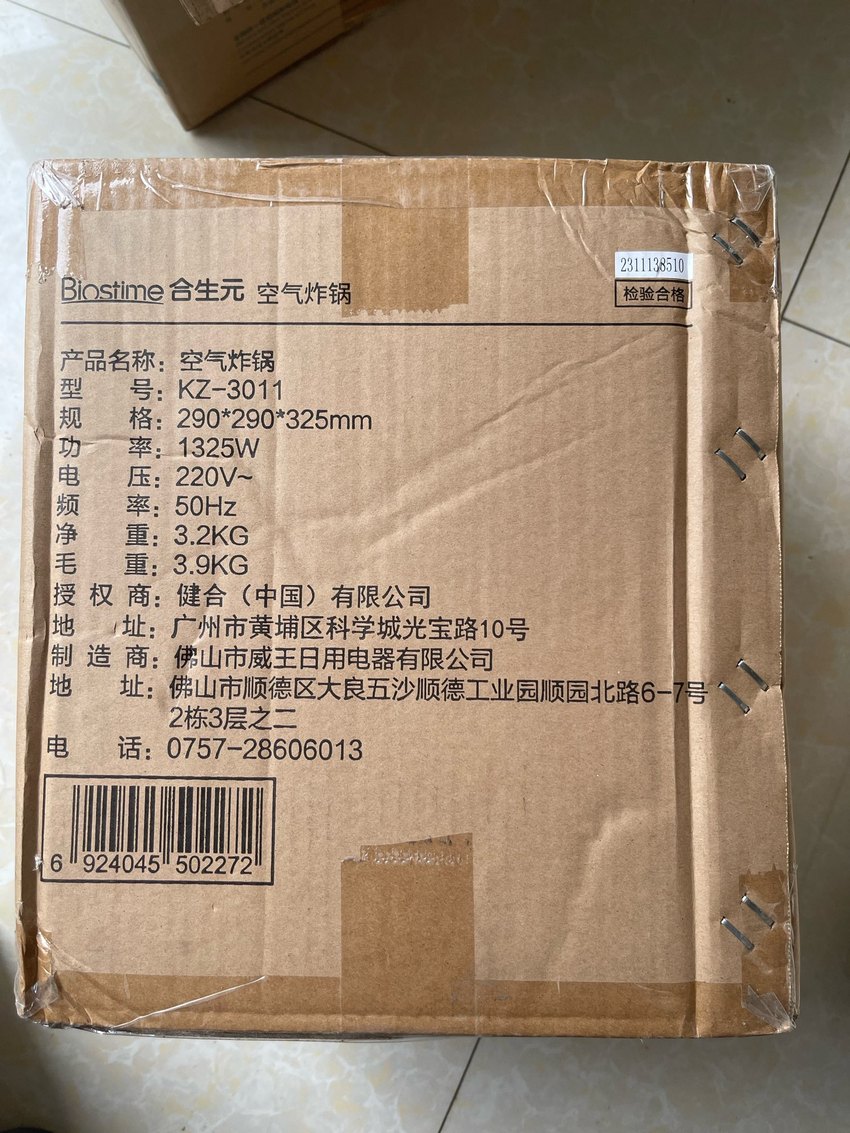 2311138510
Biostime 合生元 空气炸锅
检验合格
产品名称：空气炸锅
型 号：KZ-3011
规 格：290*290*325mm
功 率：1325W
电 压：220V~
频 率：50Hz
净 重：3.2KG
毛 重：3.9KG
授 权 商：健合（中国）有限公司
地 址：广州市黄埔区科学城光宝路10号
制 造 商：佛山市威王日用电器有限公司
地 址：佛山市顺德区大良五沙顺德工业园顺园北路6-7号
2栋3层之二
电 话：0757-28606013
6 924045 502272